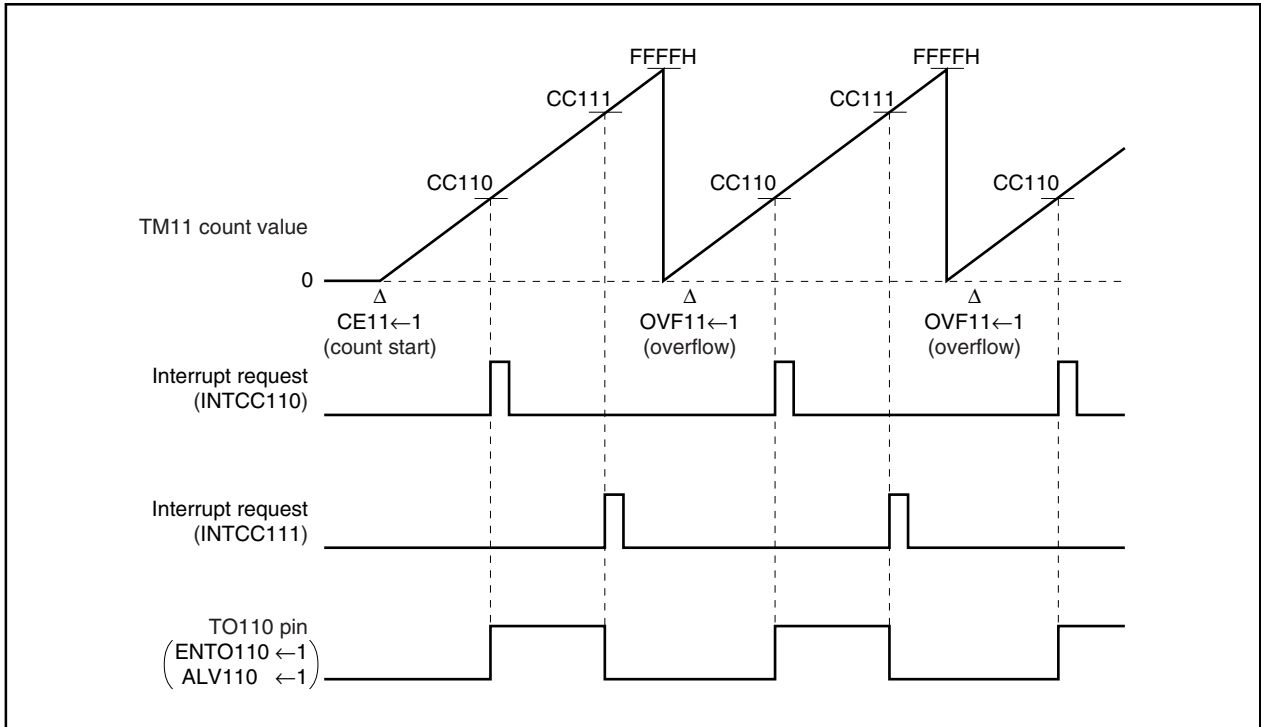 FFFFH FFFFH
CC111 CC111
CC110 CC110 CC110
TM11 count value
0
Δ Δ Δ
CE11←1 OVF11←1 OVF11←1
(count start) (overflow) (overflow)
Interrupt request
(INTCC110)
Interrupt request
(INTCC111)
TO110 pin
ENTO110 ←1
ALV110 ←1